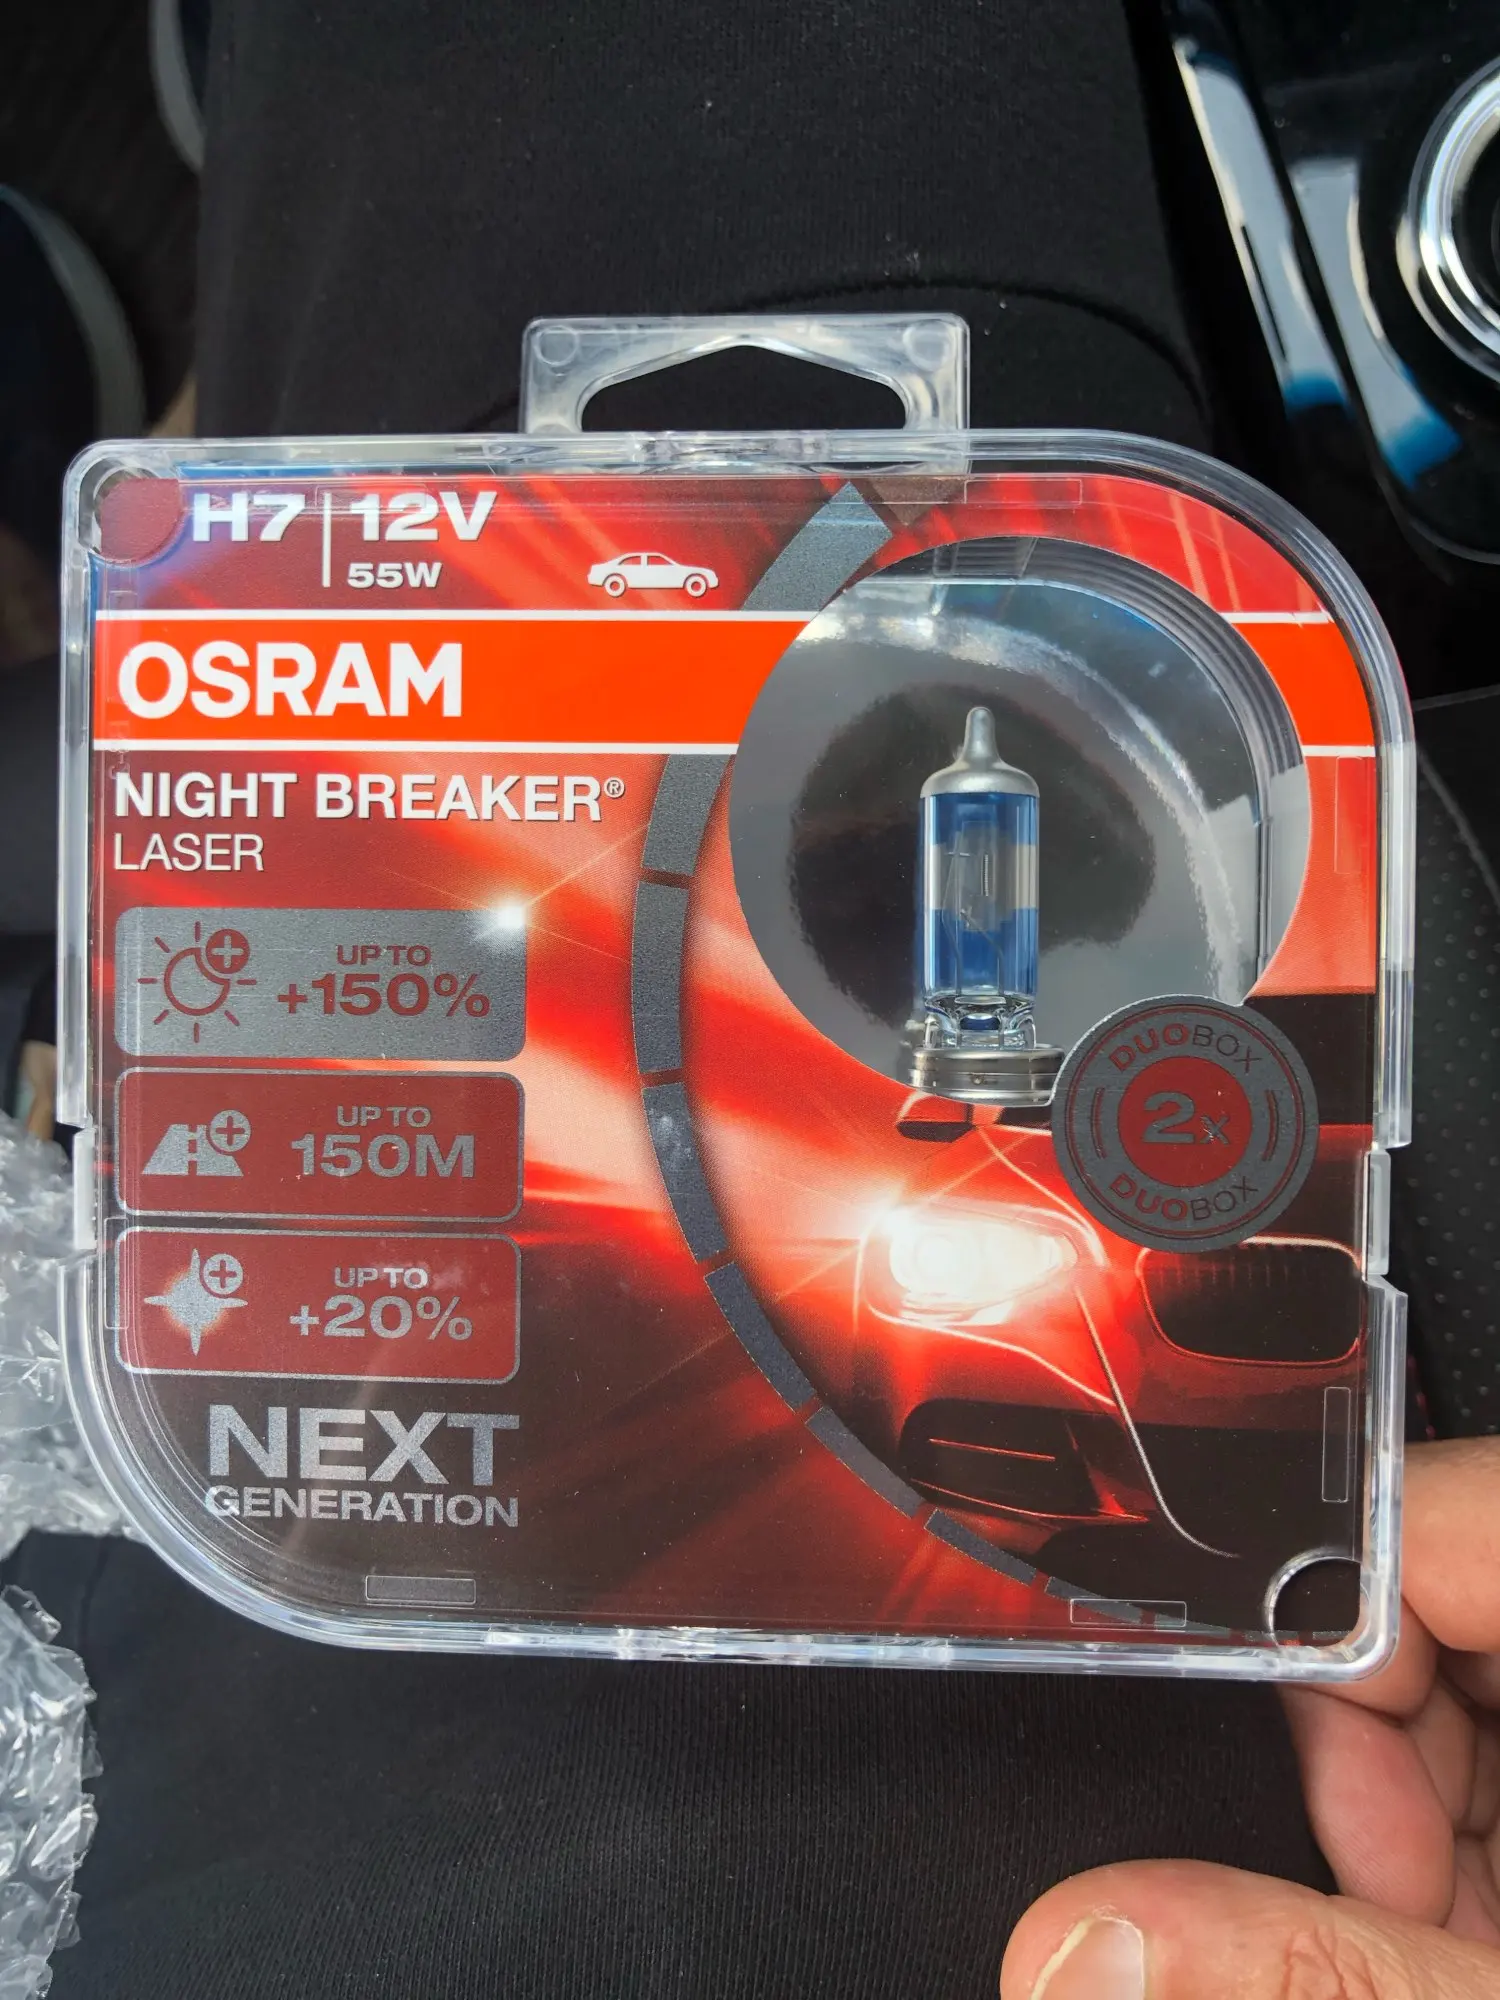 H7 | 12V
55W
OSRAM
NIGHT BREAKER®
LASER
UP TO
+150%
UP TO
150M
UP TO
+20%
NEXT
GENERATION
DUOBOX
2x
DUOBOX